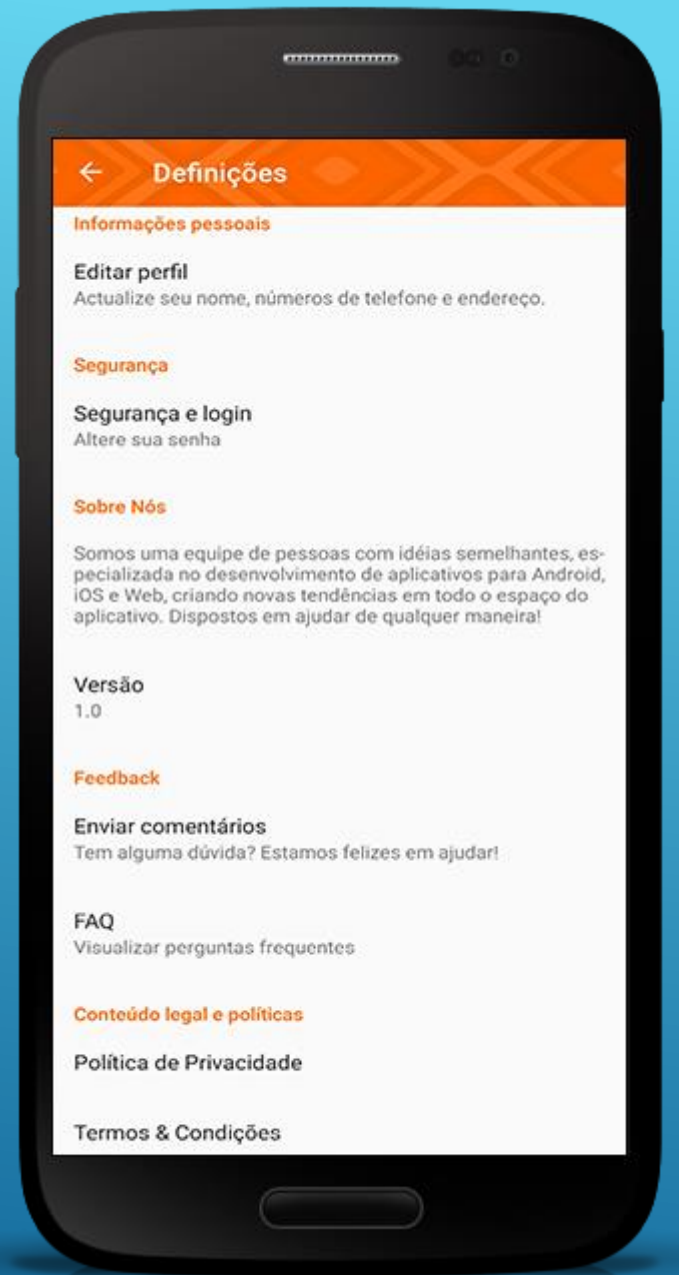 Definições
Informações pessoais
Editar perfil
Actualize seu nome, números de telefone e endereço.
Segurança
Segurança e login
Altere sua senha
Sobre Nós
Somos uma equipe de pessoas com idéias semelhantes, es-
pecializada no desenvolvimento de aplicativos para Android,
iOS e Web, criando novas tendências em todo o espaço do
aplicativo. Dispostos em ajudar de qualquer maneira!
Versão
1.0
Feedback
Enviar comentários
Tem alguma dúvida? Estamos felizes em ajudar!
FAQ
Visualizar perguntas frequentes
Conteúdo legal e políticas
Política de Privacidade
Termos & Condições